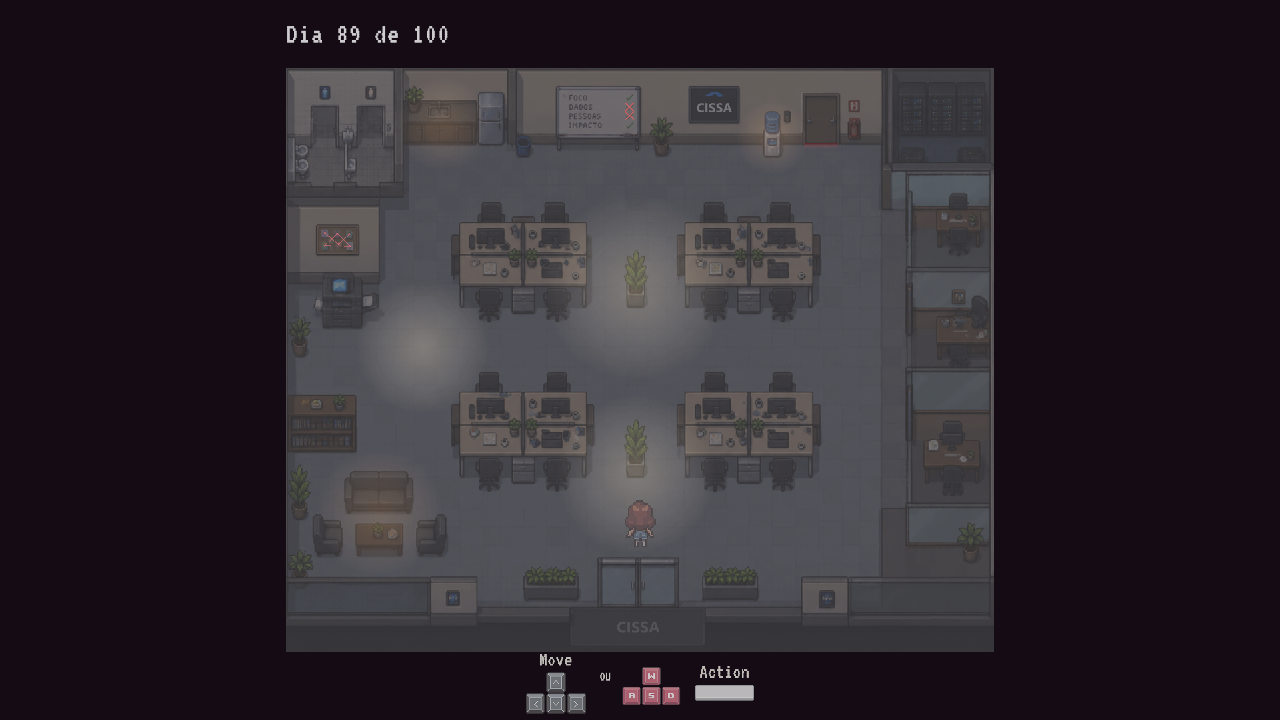 Dia 89 de 100
FOCO
DADOS
PESSOAS
IMPACTO
CISSA
CISSA
Move
OU
W
A S D
Action